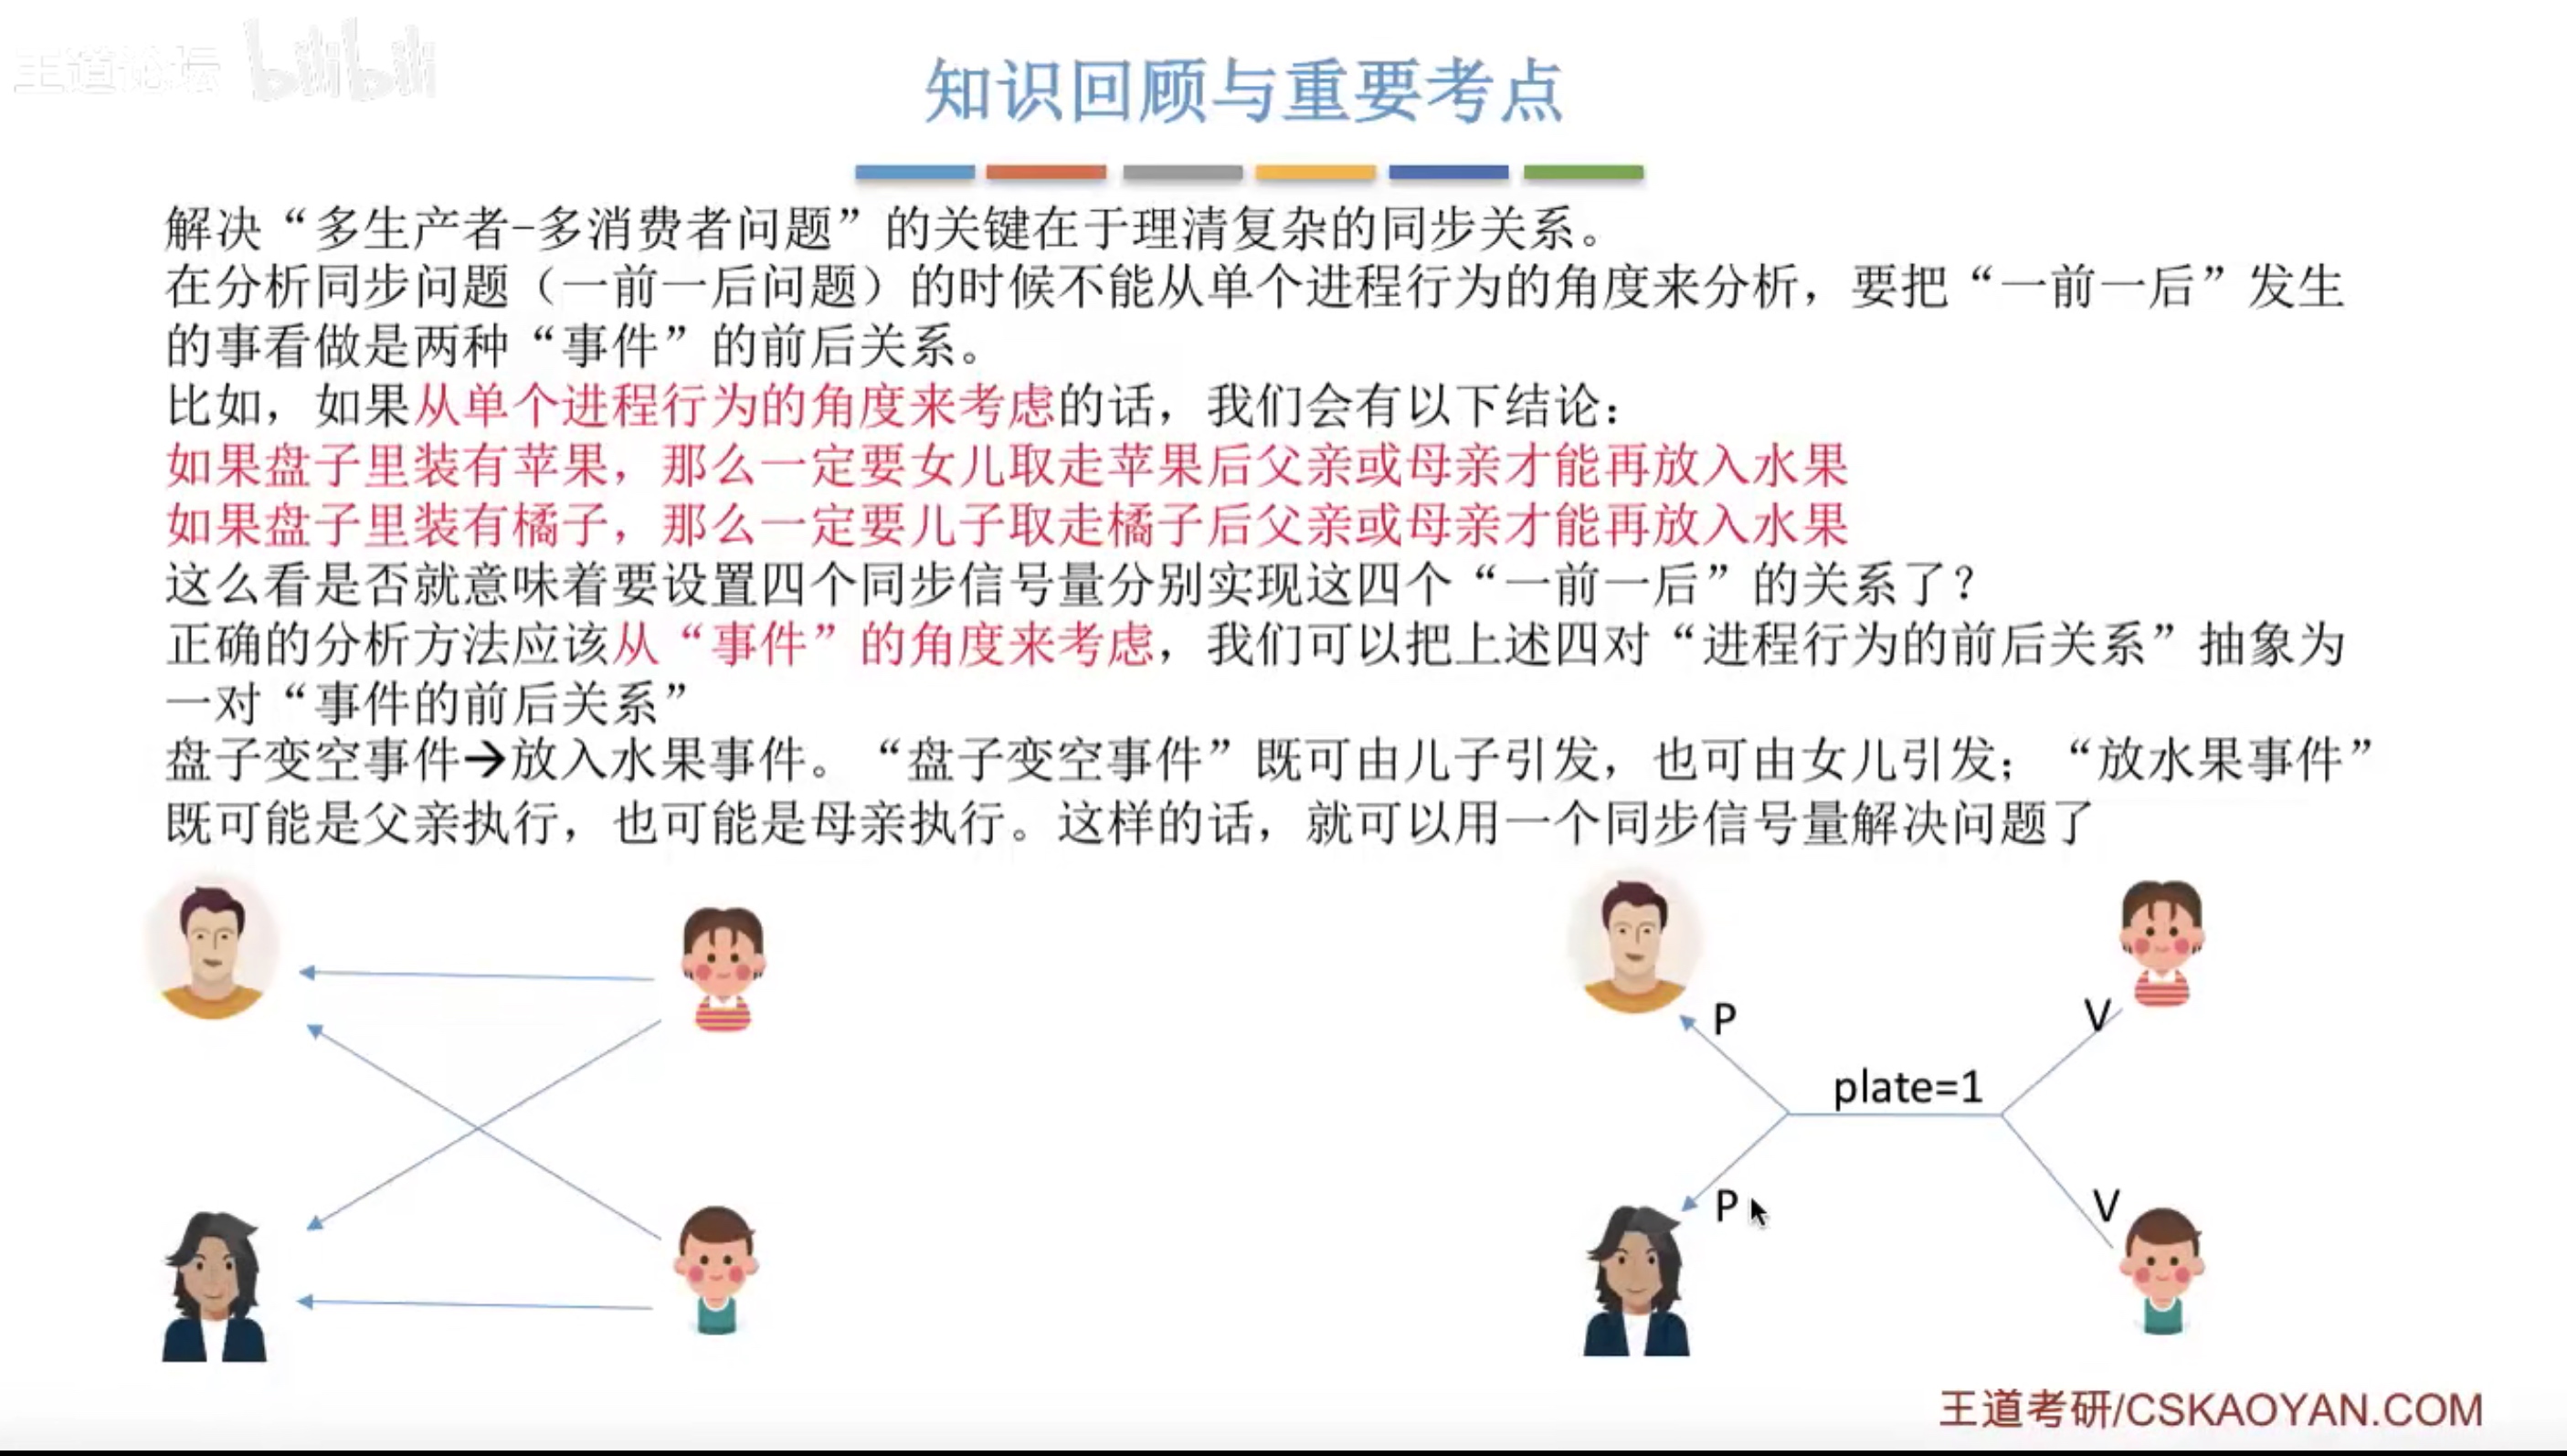 王道论坛 bilibili
知识回顾与重要考点
解决“多生产者-多消费者问题”的关键在于理清复杂的同步关系。
在分析同步问题（一前一后问题）的时候不能从单个进程行为的角度来分析，要把“一前一后”发生
的事看做是两种“事件”的前后关系。
比如，如果从单个进程行为的角度来考虑的话，我们会有以下结论：
如果盘子里装有苹果，那么一定要女儿取走苹果后父亲或母亲才能再放入水果
如果盘子里装有橘子，那么一定要儿子取走橘子后父亲或母亲才能再放入水果
这么看是否就意味着要设置四个同步信号量分别实现这四个“一前一后”的关系了？
正确的分析方法应该从“事件”的角度来考虑，我们可以把上述四对“进程行为的前后关系”抽象为
一对“事件的前后关系”
盘子变空事件→放入水果事件。“盘子变空事件”既可由儿子引发，也可由女儿引发；“放水果事件”
既可能是父亲执行，也可能是母亲执行。这样的话，就可以用一个同步信号量解决问题了
P
V
plate=1
P
V
王道考研/CSKAOYAN.COM